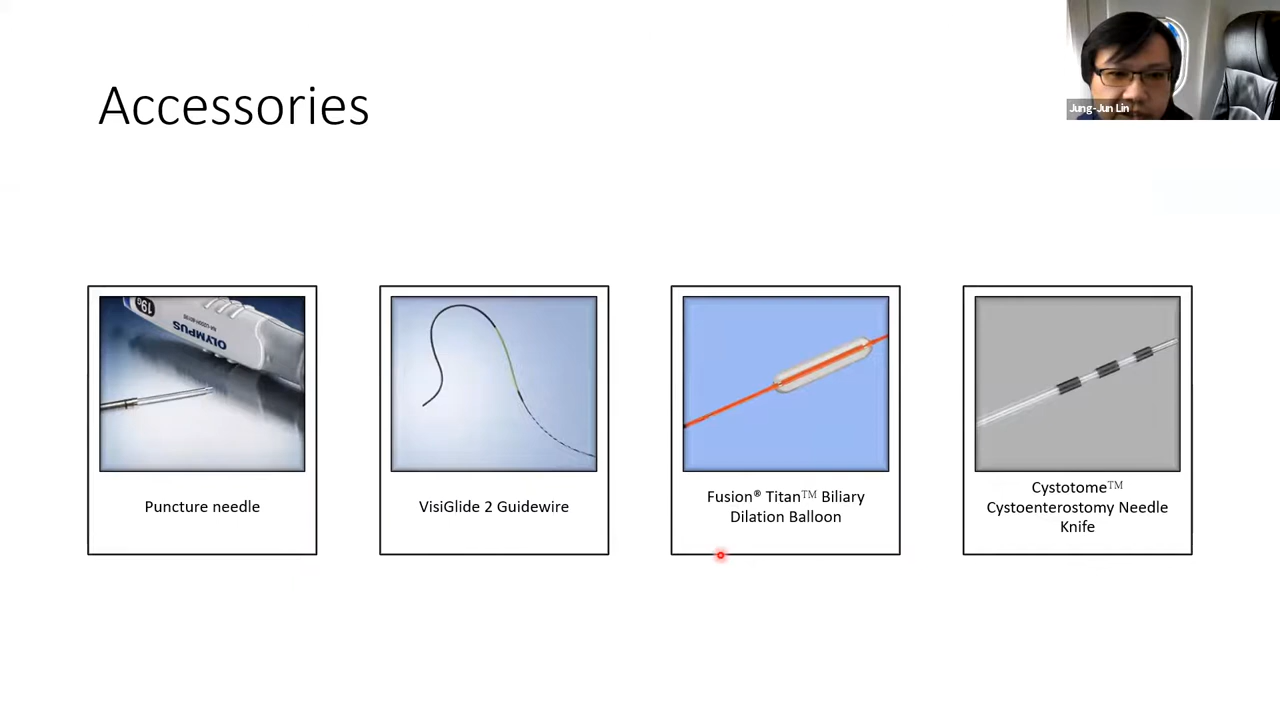 Accessories
Jung-Jun Lin
19G
OLYMPUS
Puncture needle
VisiGlide 2 Guidewire
Fusion® Titan™ Biliary
Dilation Balloon
Cystotome™
Cystoenterostomy Needle
Knife